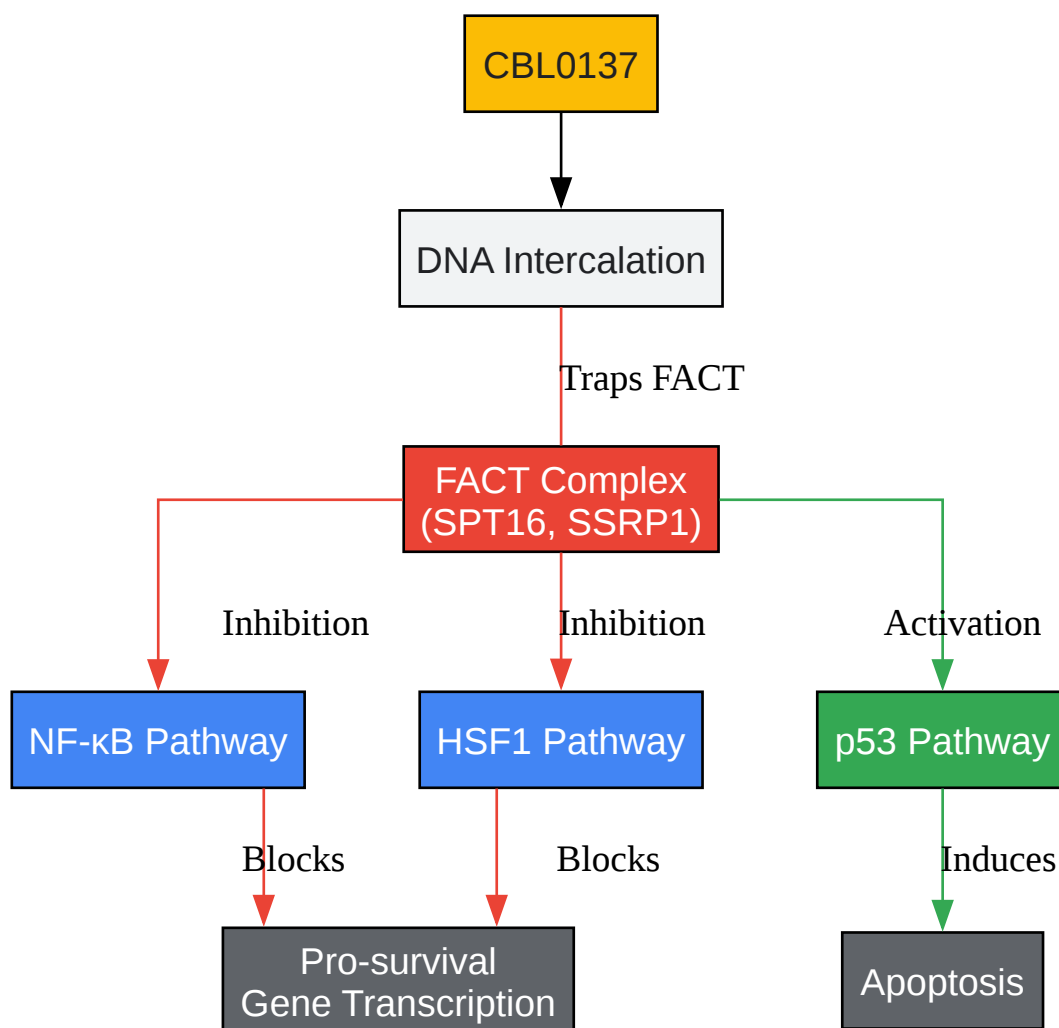 CBL0137
DNA Intercalation
Traps FACT
FACT Complex
(SPT16, SSRP1)
Inhibition
Inhibition
Activation
NF-κB Pathway
HSF1 Pathway
p53 Pathway
Blocks
Blocks
Induces
Pro-survival
Gene Transcription
Apoptosis